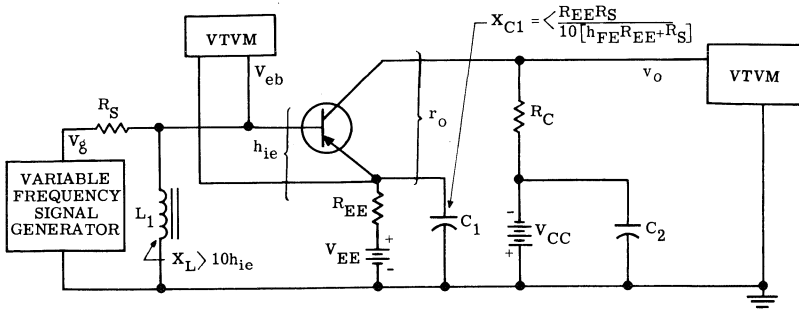 X_C1 = < R_EE R_S / 10 [h_FE R_EE + R_S]
VTVM
V_eb
R_S
V_g
h_ie
r_o
v_o
VTVM
R_C
VARIABLE
FREQUENCY
SIGNAL
GENERATOR
L_1
X_L > 10h_ie
R_EE
V_EE
+
-
C_1
-
V_CC
+
C_2